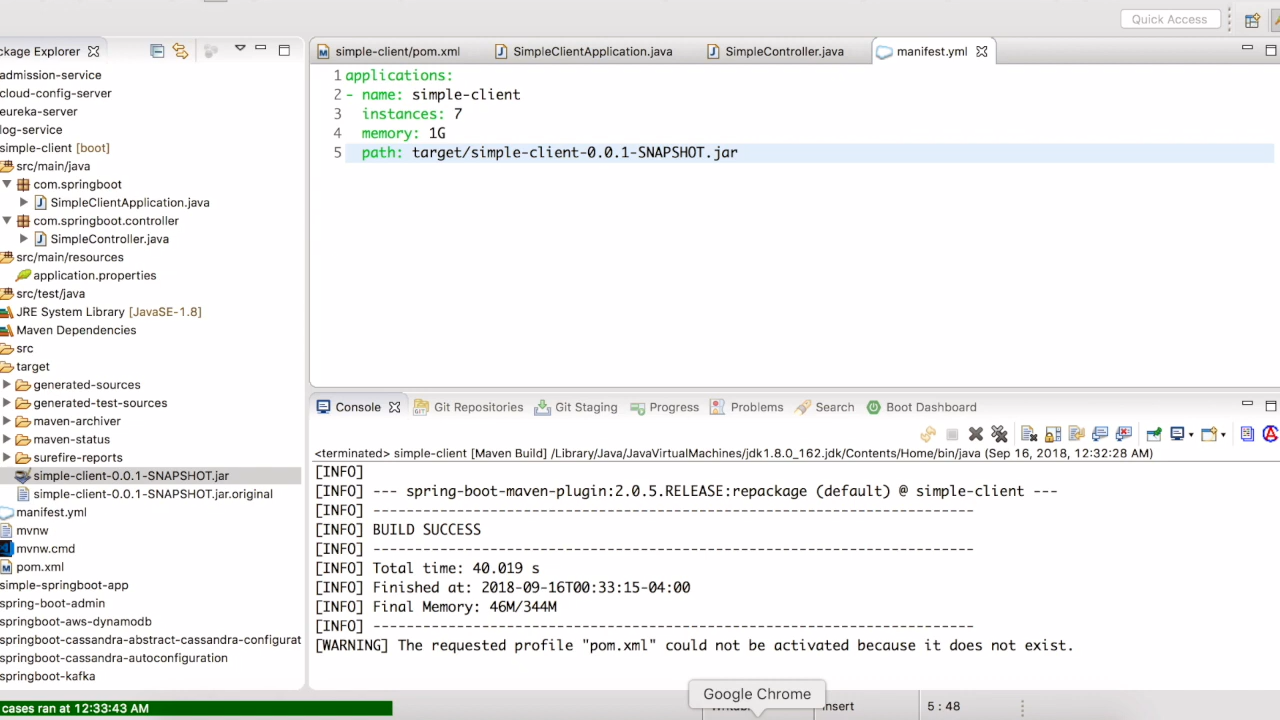 Quick Access
ckage Explorer
simple-client/pom.xml
SimpleClientApplication.java
SimpleController.java
manifest.yml
admission-service
cloud-config-server
eureka-server
log-service
simple-client [boot]
src/main/java
com.springboot
SimpleClientApplication.java
com.springboot.controller
SimpleController.java
src/main/resources
application.properties
src/test/java
JRE System Library [JavaSE-1.8]
Maven Dependencies
src
target
generated-sources
generated-test-sources
maven-archiver
maven-status
surefire-reports
simple-client-0.0.1-SNAPSHOT.jar
simple-client-0.0.1-SNAPSHOT.jar.original
manifest.yml
mvnw
mvnw.cmd
pom.xml
simple-springboot-app
spring-boot-admin
springboot-aws-dynamodb
springboot-cassandra-abstract-cassandra-configurat
springboot-cassandra-autoconfiguration
springboot-kafka
1 applications:
2 - name: simple-client
3 instances: 7
4 memory: 1G
5 path: target/simple-client-0.0.1-SNAPSHOT.jar
Console
Git Repositories
Git Staging
Progress
Problems
Search
Boot Dashboard
<terminated> simple-client [Maven Build] /Library/Java/JavaVirtualMachines/jdk1.8.0_162.jdk/Contents/Home/bin/java (Sep 16, 2018, 12:32:28 AM)
[INFO]
[INFO] --- spring-boot-maven-plugin:2.0.5.RELEASE:repackage (default) @ simple-client ---
[INFO] ------------------------------------------------------------------------
[INFO] BUILD SUCCESS
[INFO] ------------------------------------------------------------------------
[INFO] Total time: 40.019 s
[INFO] Finished at: 2018-09-16T00:33:15-04:00
[INFO] Final Memory: 46M/344M
[INFO] ------------------------------------------------------------------------
[WARNING] The requested profile "pom.xml" could not be activated because it does not exist.
Google Chrome
cases ran at 12:33:43 AM
Insert
5 : 48